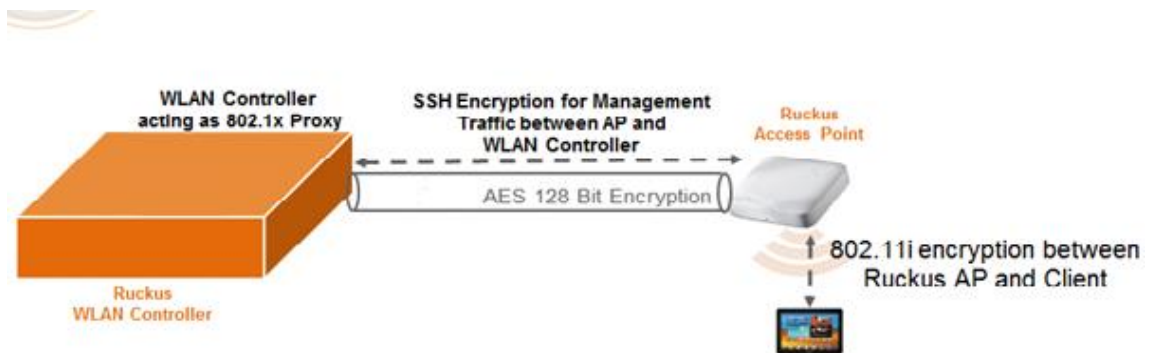 WLAN Controller
acting as 802.1x Proxy
SSH Encryption for Management
Traffic between AP and
WLAN Controller
Ruckus
Access Point
AES 128 Bit Encryption
802.11i encryption between
Ruckus AP and Client
Ruckus
WLAN Controller